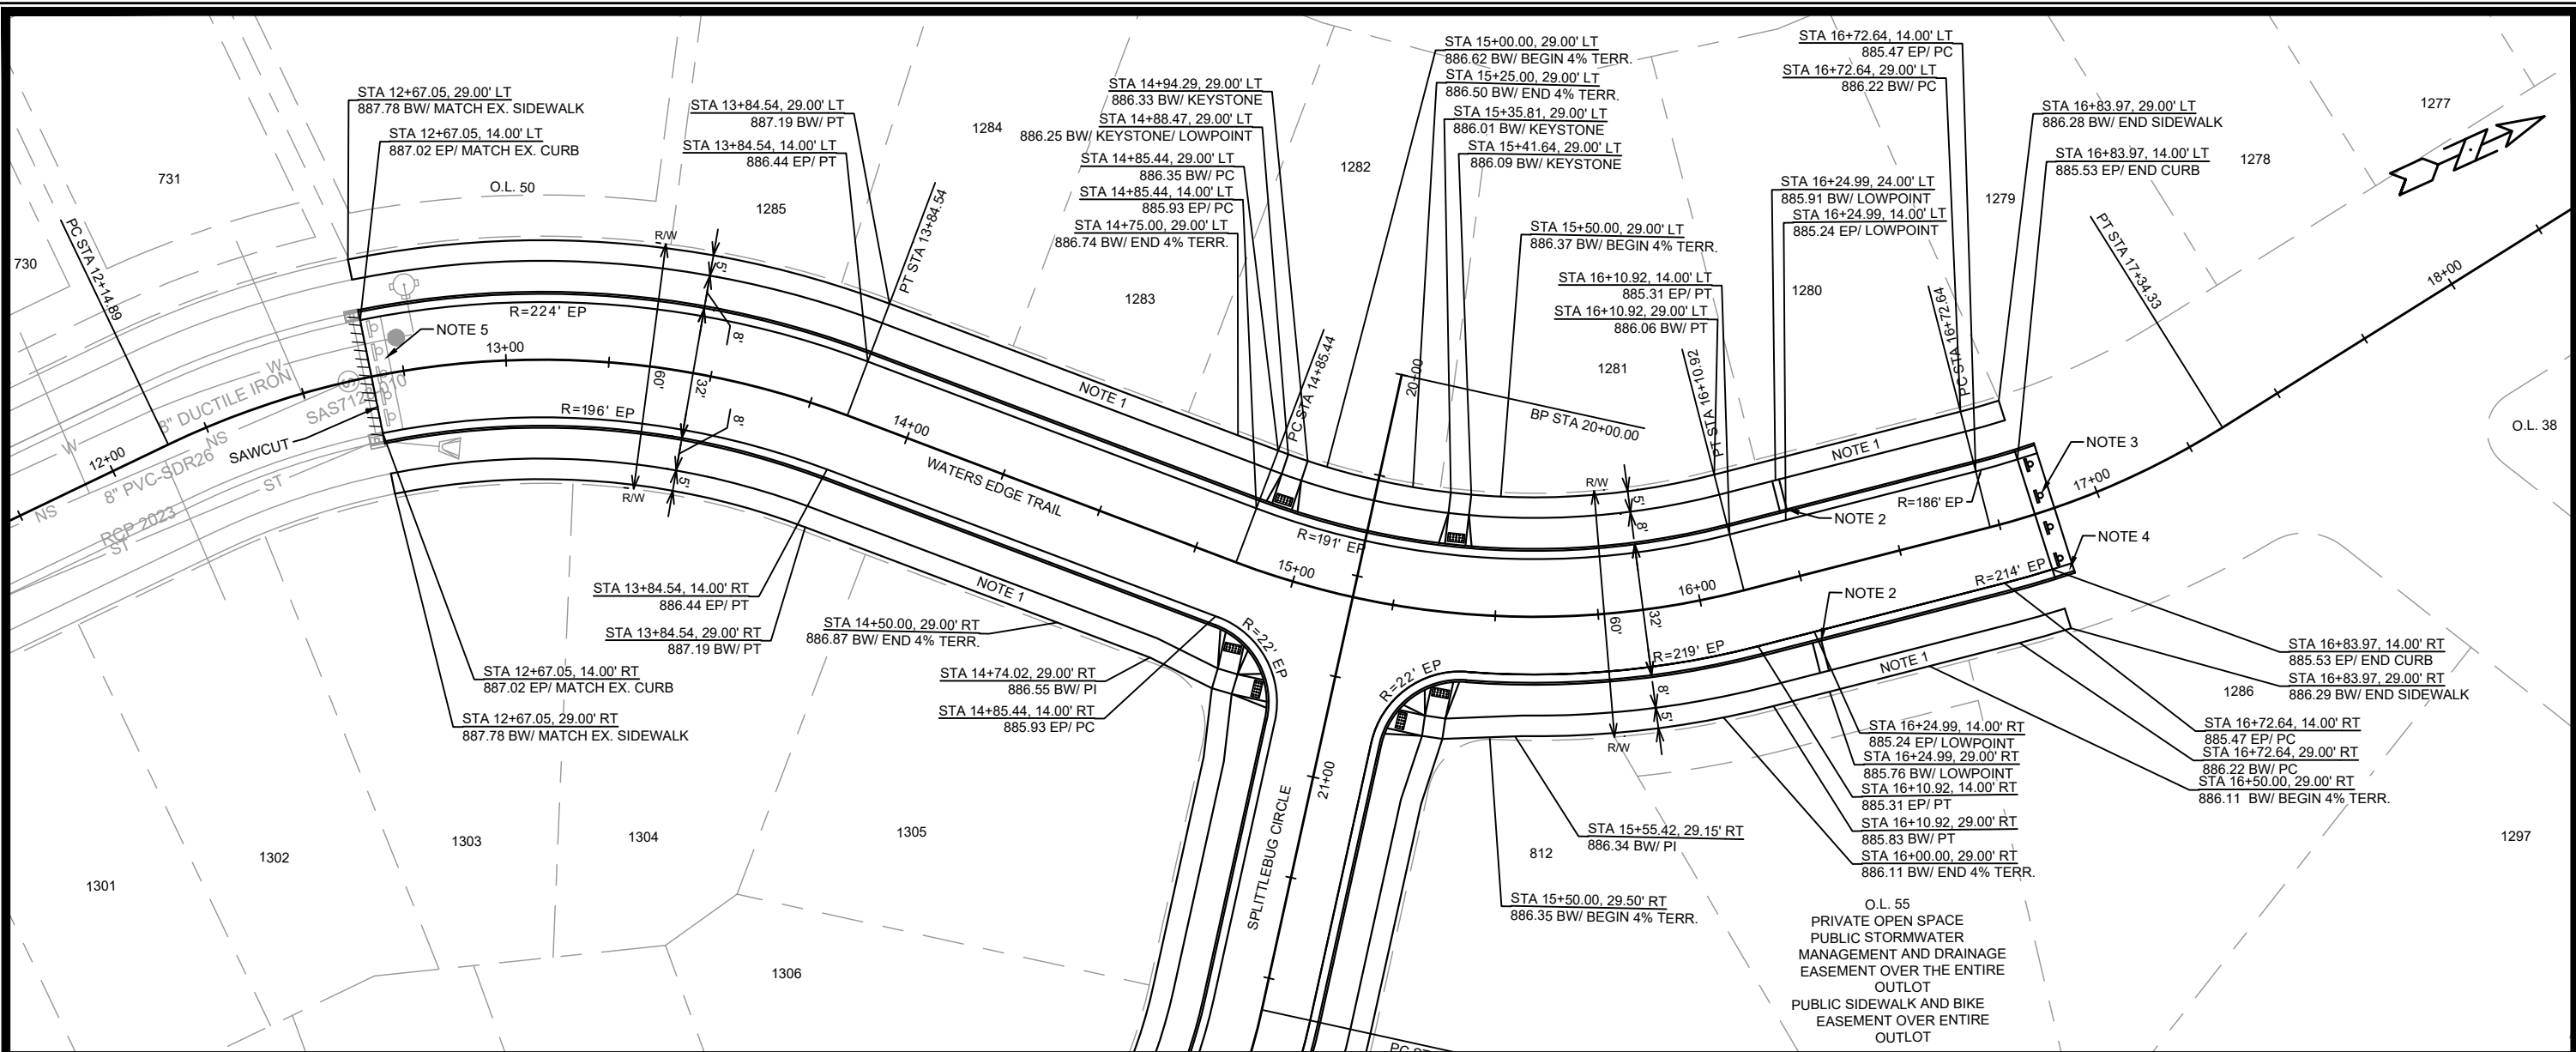 STA 12+67.05, 29.00' LT
887.78 BW/ MATCH EX. SIDEWALK
STA 12+67.05, 14.00' LT
887.02 EP/ MATCH EX. CURB
STA 13+84.54, 29.00' LT
887.19 BW/ PT
STA 13+84.54, 14.00' LT
886.44 EP/ PT
STA 14+94.29, 29.00' LT
886.33 BW/ KEYSTONE
STA 14+88.47, 29.00' LT
886.25 BW/ KEYSTONE/ LOWPOINT
STA 14+85.44, 29.00' LT
886.35 BW/ PC
STA 14+85.44, 14.00' LT
885.93 EP/ PC
STA 14+75.00, 29.00' LT
886.74 BW/ END 4% TERR.
STA 15+00.00, 29.00' LT
886.62 BW/ BEGIN 4% TERR.
STA 15+25.00, 29.00' LT
886.50 BW/ END 4% TERR.
STA 15+35.81, 29.00' LT
886.01 BW/ KEYSTONE
STA 15+41.64, 29.00' LT
886.09 BW/ KEYSTONE
STA 15+50.00, 29.00' LT
886.37 BW/ BEGIN 4% TERR.
STA 16+10.92, 14.00' LT
885.31 EP/ PT
STA 16+10.92, 29.00' LT
886.06 BW/ PT
STA 16+72.64, 14.00' LT
885.47 EP/ PC
STA 16+72.64, 29.00' LT
886.22 BW/ PC
STA 16+24.99, 24.00' LT
885.91 BW/ LOWPOINT
STA 16+24.99, 14.00' LT
885.24 EP/ LOWPOINT
STA 16+83.97, 29.00' LT
886.28 BW/ END SIDEWALK
STA 16+83.97, 14.00' LT
885.53 EP/ END CURB
731
730
O.L. 50
1285
1284
1283
1282
1281
1280
1279
1278
1277
O.L. 38
PC STA 12+14.89
PT STA 13+84.54
PC STA 14+85.44
BP STA 20+00.00
PT STA 16+10.92
PC STA 16+72.64
PT STA 17+34.33
R/W
5'
8'
60'
32'
8'
5'
R/W
R=224' EP
R=196' EP
NOTE 5
SAWCUT
W
W
8" DUCTILE IRON
8" PVC-SDR26
NS
NS
ST
ST
RCP 2023
12+00
13+00
14+00
15+00
16+00
17+00
18+00
20+00
21+00
NOTE 1
NOTE 1
NOTE 1
NOTE 1
WATERS EDGE TRAIL
SPLITTLEBUG CIRCLE
R=191' EP
R=22' EP
R=22' EP
R=219' EP
R=186' EP
R=214' EP
R/W
5'
8'
60'
32'
8'
5'
R/W
NOTE 2
NOTE 2
NOTE 3
NOTE 4
STA 13+84.54, 14.00' RT
886.44 EP/ PT
STA 13+84.54, 29.00' RT
887.19 BW/ PT
STA 12+67.05, 14.00' RT
887.02 EP/ MATCH EX. CURB
STA 12+67.05, 29.00' RT
887.78 BW/ MATCH EX. SIDEWALK
STA 14+50.00, 29.00' RT
886.87 BW/ END 4% TERR.
STA 14+74.02, 29.00' RT
886.55 BW/ PI
STA 14+85.44, 14.00' RT
885.93 EP/ PC
STA 15+55.42, 29.15' RT
886.34 BW/ PI
STA 15+50.00, 29.50' RT
886.35 BW/ BEGIN 4% TERR.
STA 16+24.99, 14.00' RT
885.24 EP/ LOWPOINT
STA 16+24.99, 29.00' RT
885.76 BW/ LOWPOINT
STA 16+10.92, 14.00' RT
885.31 EP/ PT
STA 16+10.92, 29.00' RT
885.83 BW/ PT
STA 16+00.00, 29.00' RT
886.11 BW/ END 4% TERR.
STA 16+83.97, 14.00' RT
885.53 EP/ END CURB
STA 16+83.97, 29.00' RT
886.29 BW/ END SIDEWALK
STA 16+72.64, 14.00' RT
885.47 EP/ PC
STA 16+72.64, 29.00' RT
886.22 BW/ PC
STA 16+50.00, 29.00' RT
886.11 BW/ BEGIN 4% TERR.
1301
1302
1303
1304
1305
1306
812
1286
1297
O.L. 55
PRIVATE OPEN SPACE
PUBLIC STORMWATER
MANAGEMENT AND DRAINAGE
EASEMENT OVER THE ENTIRE
OUTLOT
PUBLIC SIDEWALK AND BIKE
EASEMENT OVER ENTIRE
OUTLOT